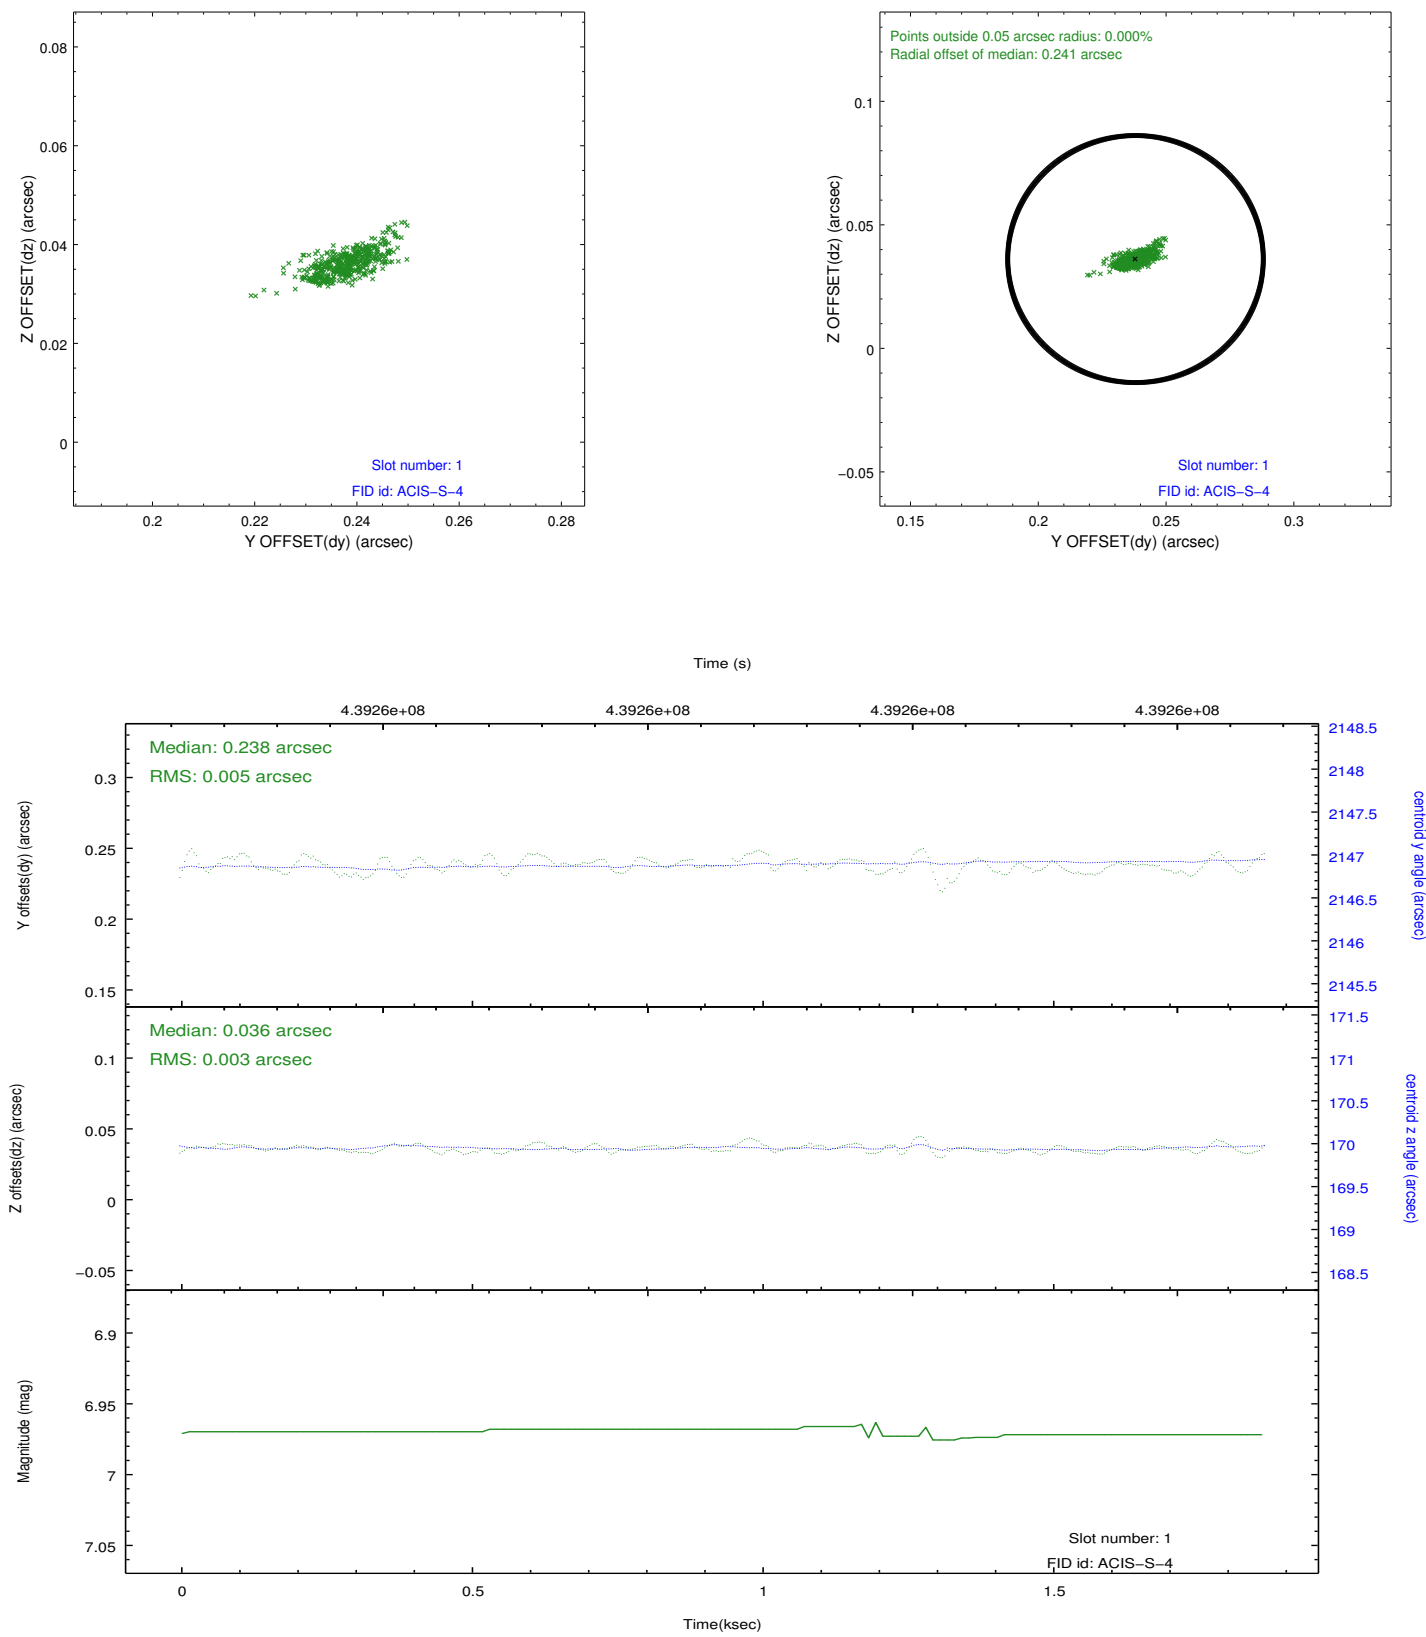 0.08
0.06
0.04
0.02
0
Z OFFSET(dz) (arcsec)
Slot number: 1
FID id: ACIS−S−4
0.2
0.22
0.24
0.26
0.28
Y OFFSET(dy) (arcsec)
Points outside 0.05 arcsec radius: 0.000%
Radial offset of median: 0.241 arcsec
0.1
0.05
0
−0.05
Z OFFSET(dz) (arcsec)
Slot number: 1
FID id: ACIS−S−4
0.15
0.2
0.25
0.3
Y OFFSET(dy) (arcsec)
Time (s)
4.3926e+08
4.3926e+08
4.3926e+08
4.3926e+08
Median: 0.238 arcsec
RMS: 0.005 arcsec
0.3
0.25
0.2
0.15
Y offsets(dy) (arcsec)
2148.5
2148
2147.5
2147
2146.5
2146
2145.5
centroid y angle (arcsec)
Median: 0.036 arcsec
RMS: 0.003 arcsec
0.1
0.05
0
−0.05
Z offsets(dz) (arcsec)
171.5
171
170.5
170
169.5
169
168.5
centroid z angle (arcsec)
6.9
6.95
7
7.05
Magnitude (mag)
Slot number: 1
FID id: ACIS−S−4
0
0.5
1
1.5
Time(ksec)